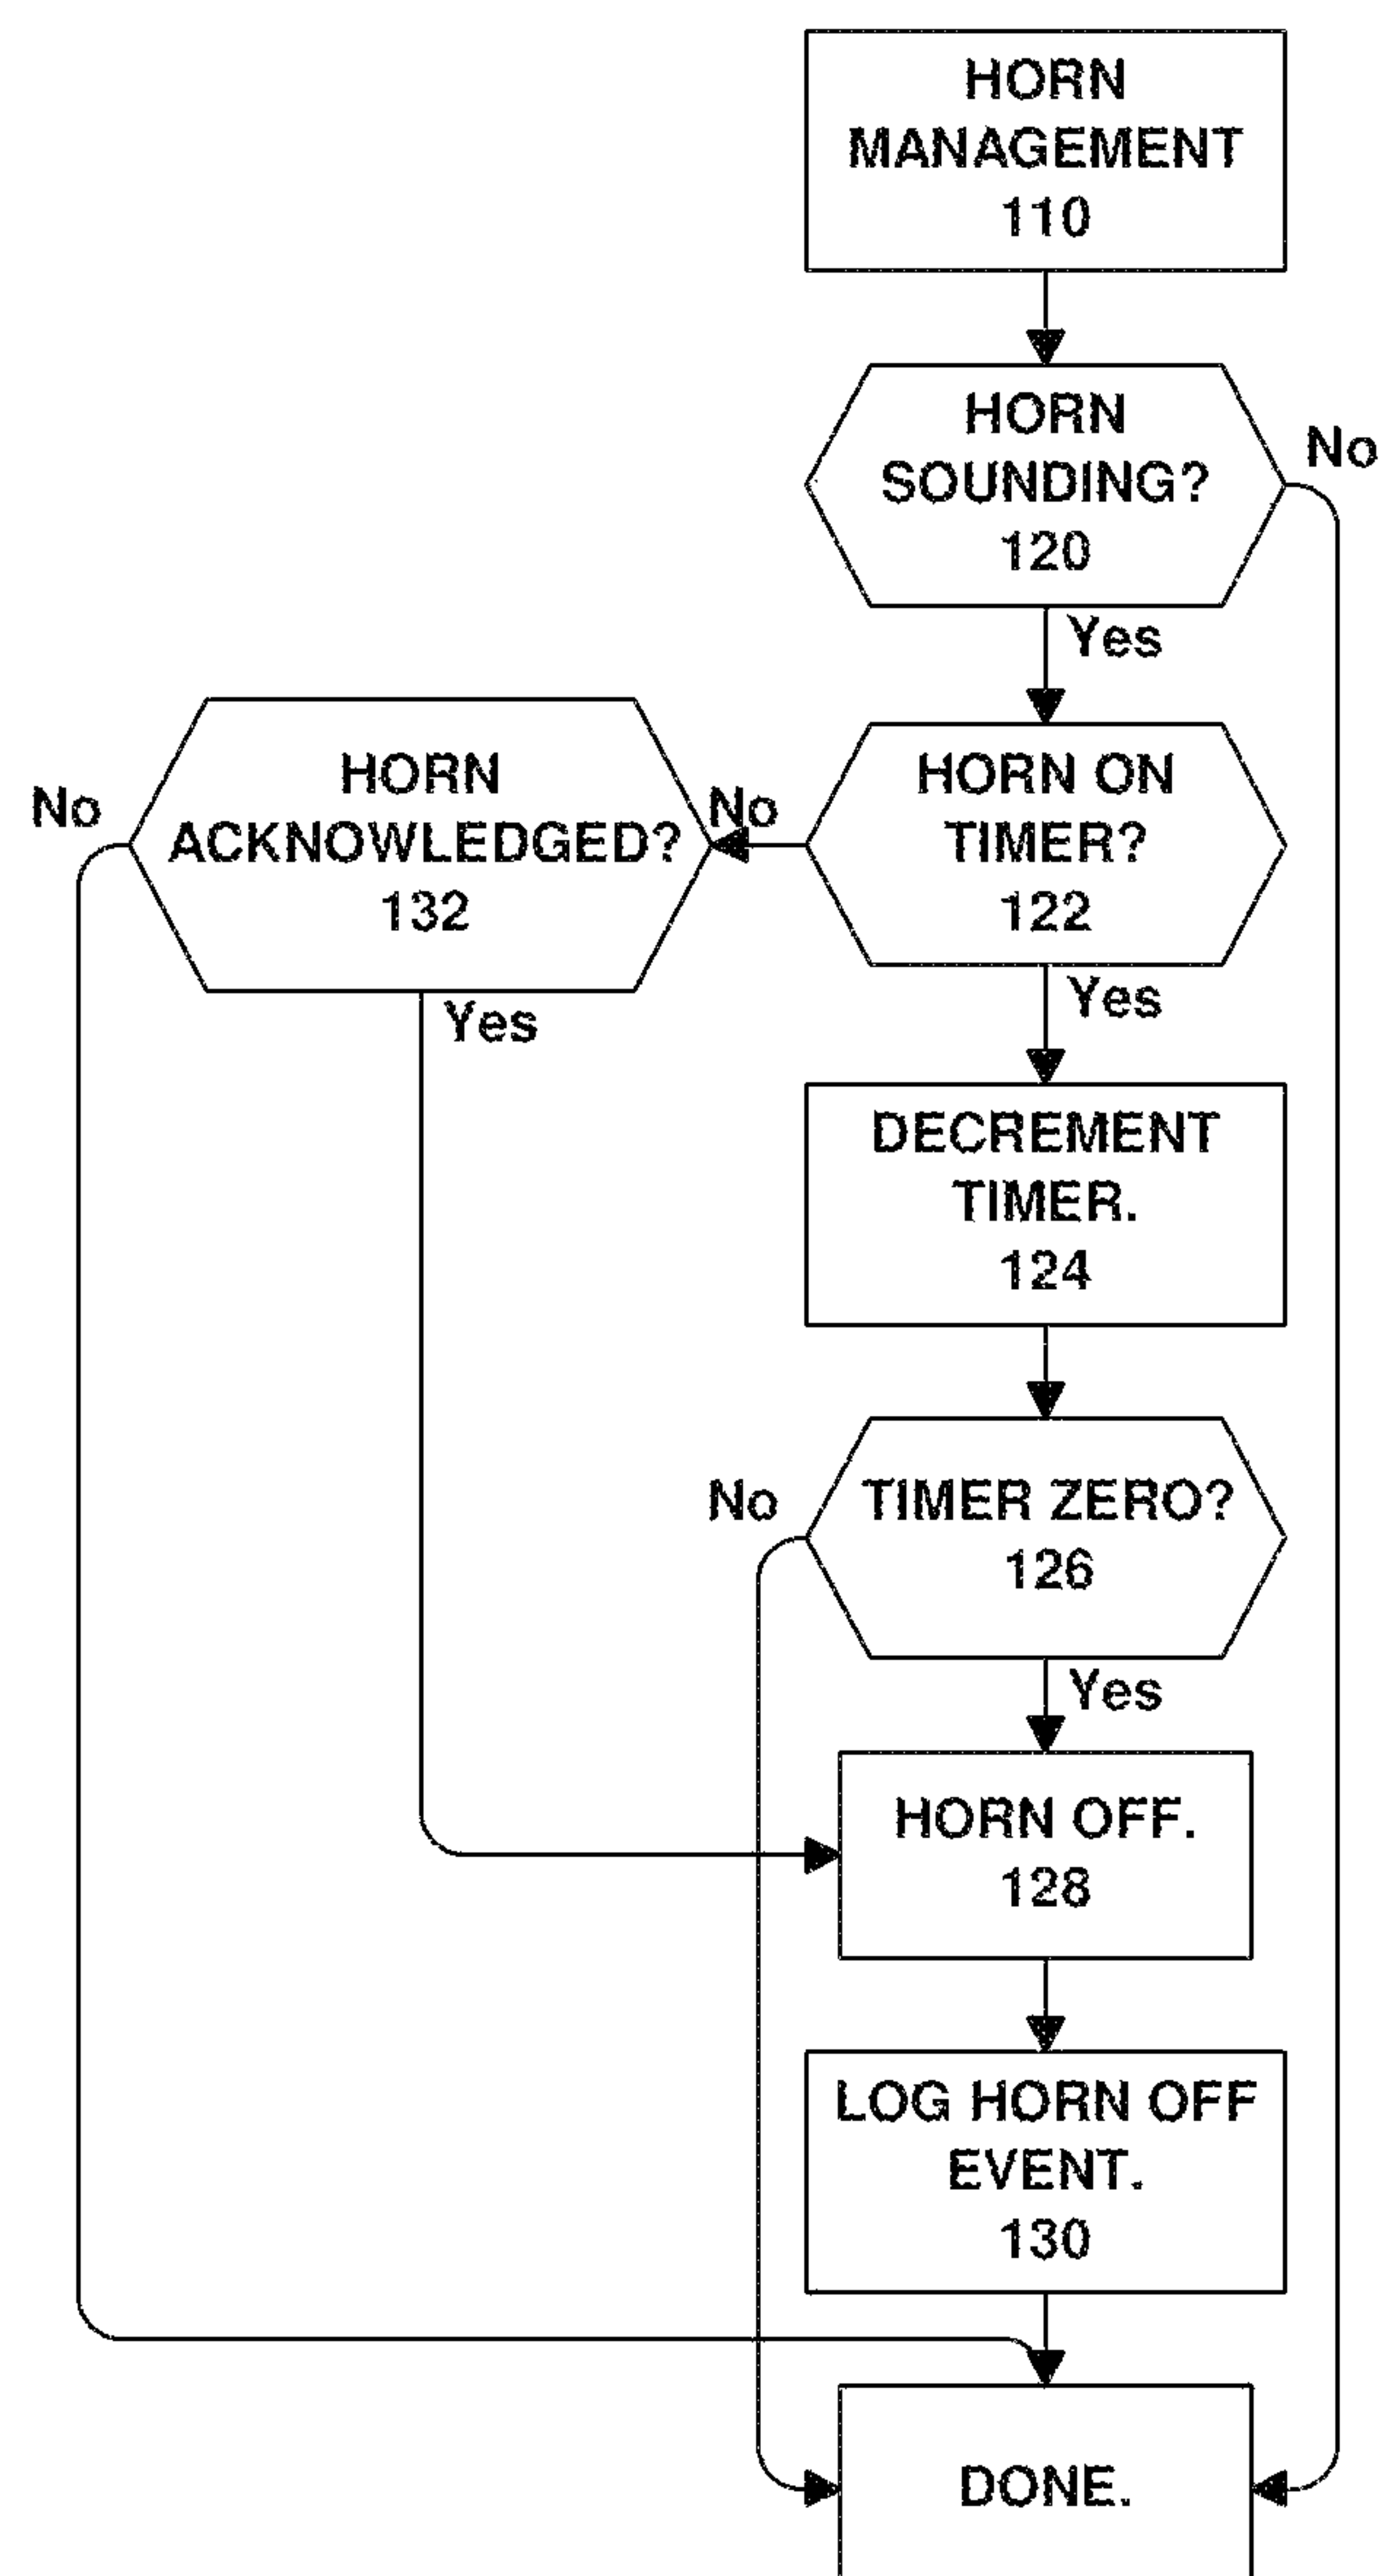 HORN
MANAGEMENT
110
HORN
SOUNDING?
120
No
Yes
HORN
ACKNOWLEDGED?
132
No
Yes
No
HORN ON
TIMER?
122
Yes
DECREMENT
TIMER.
124
No
TIMER ZERO?
126
Yes
HORN OFF.
128
LOG HORN OFF
EVENT.
130
DONE.